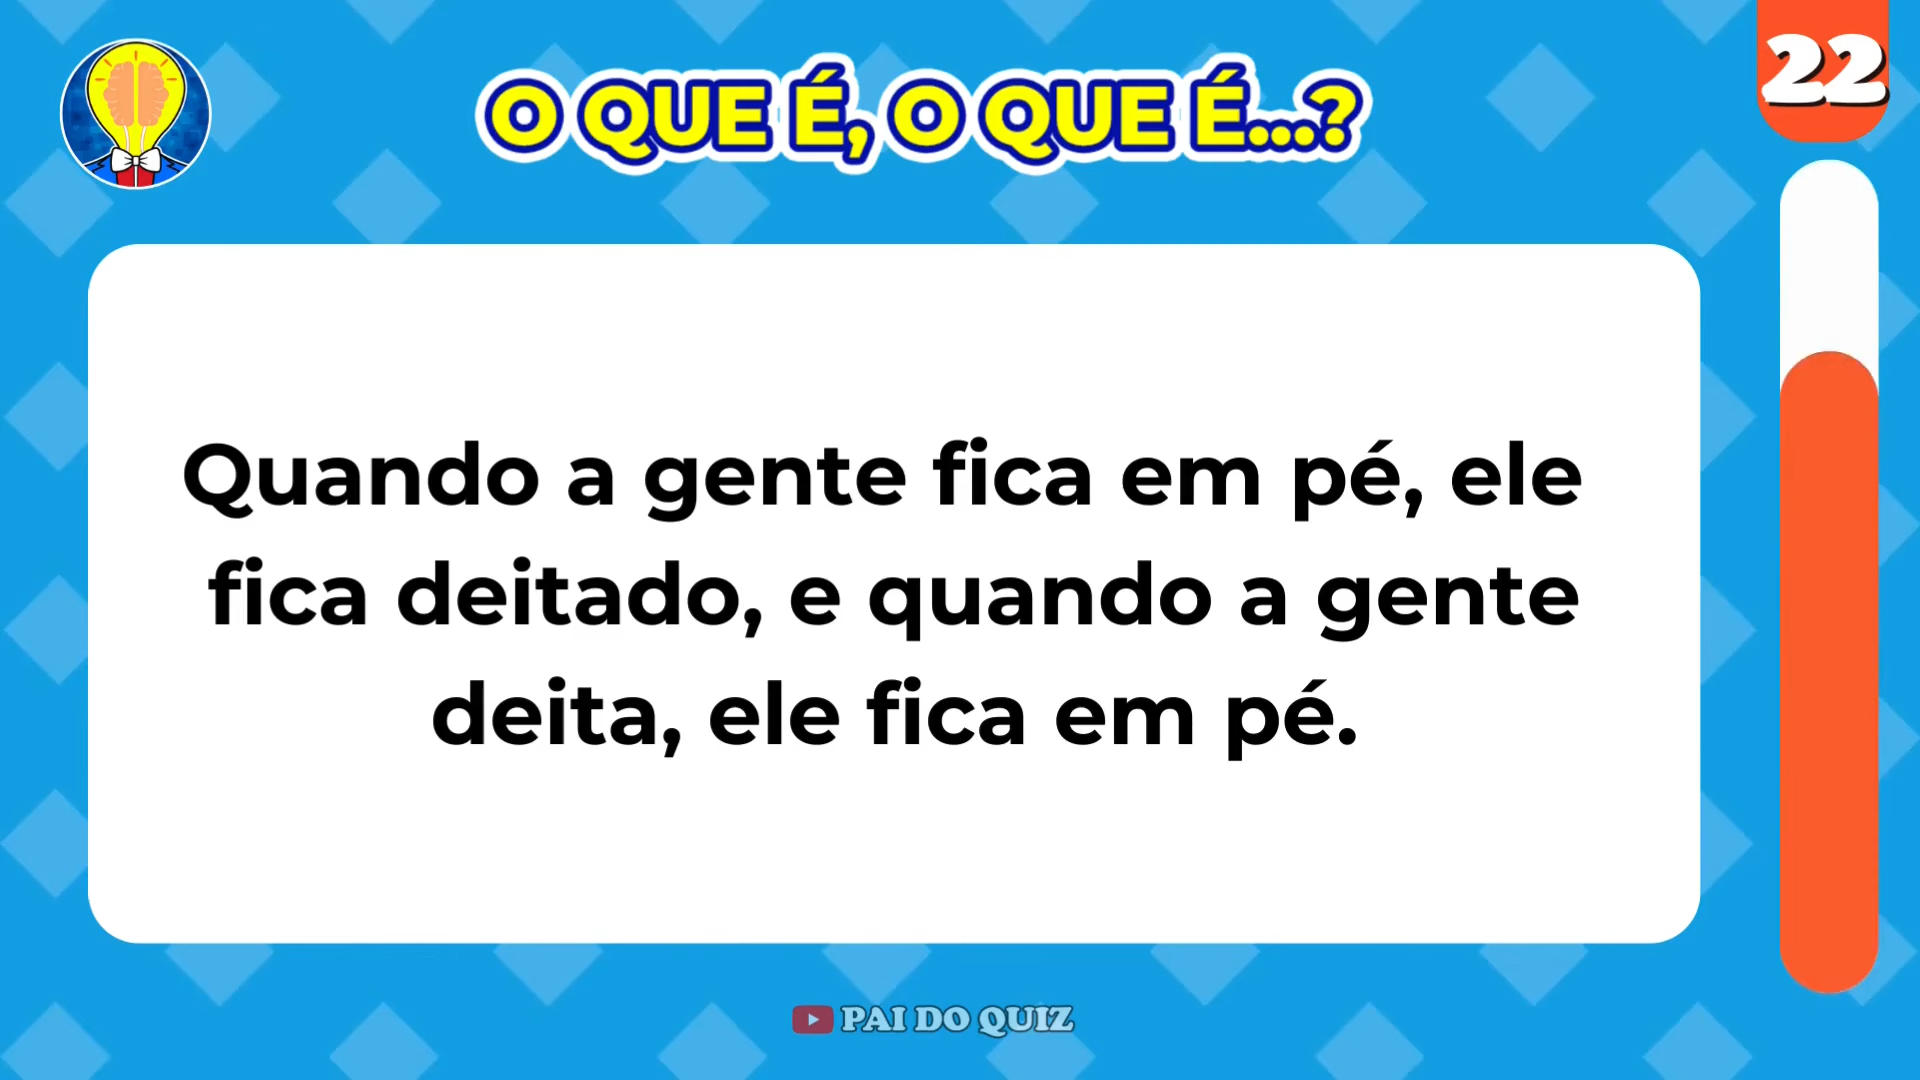 O QUE É, O QUE É...?
22
Quando a gente fica em pé, ele
fica deitado, e quando a gente
deita, ele fica em pé.
PAI DO QUIZ